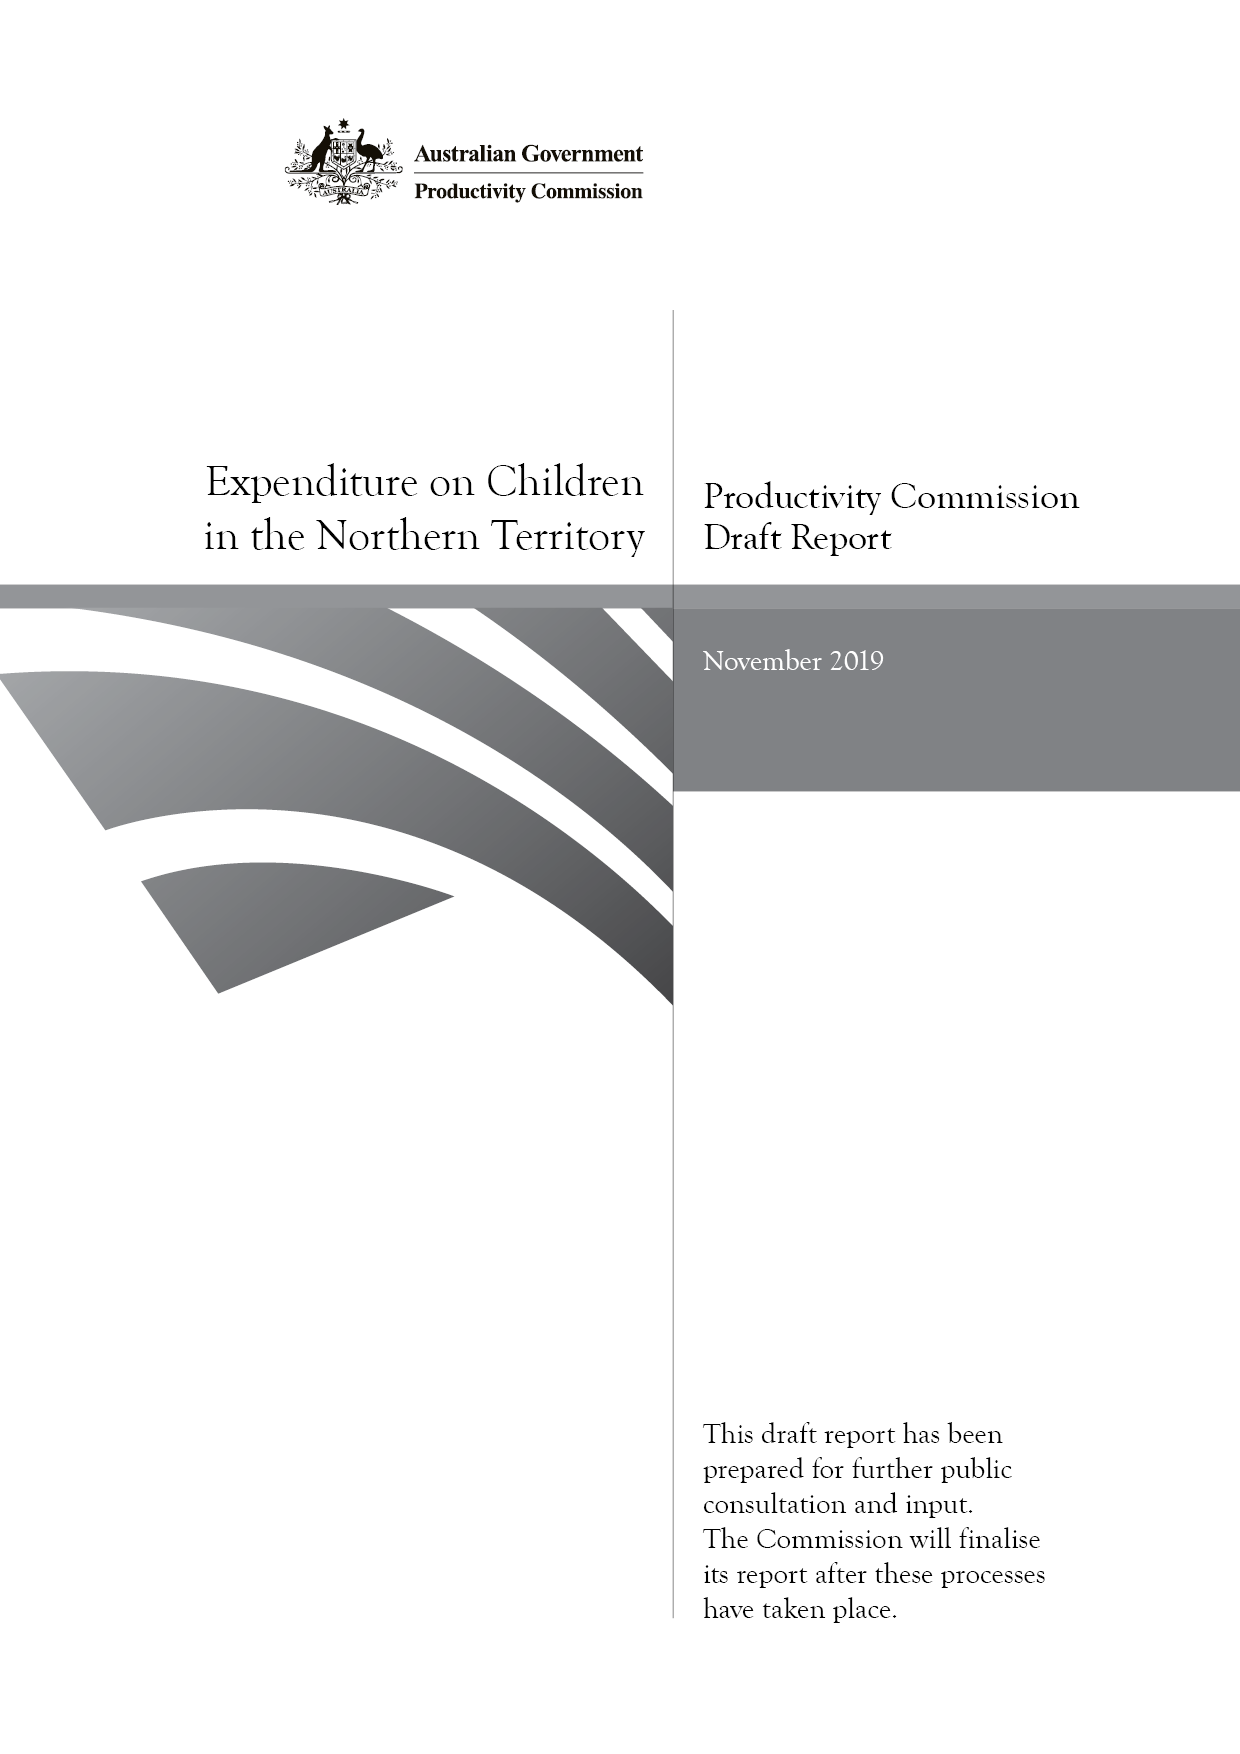 AUSTRALIA
Australian Government
Productivity Commission
Expenditure on Children
in the Northern Territory
Productivity Commission
Draft Report
November 2019
This draft report has been
prepared for further public
consultation and input.
The Commission will finalise
its report after these processes
have taken place.